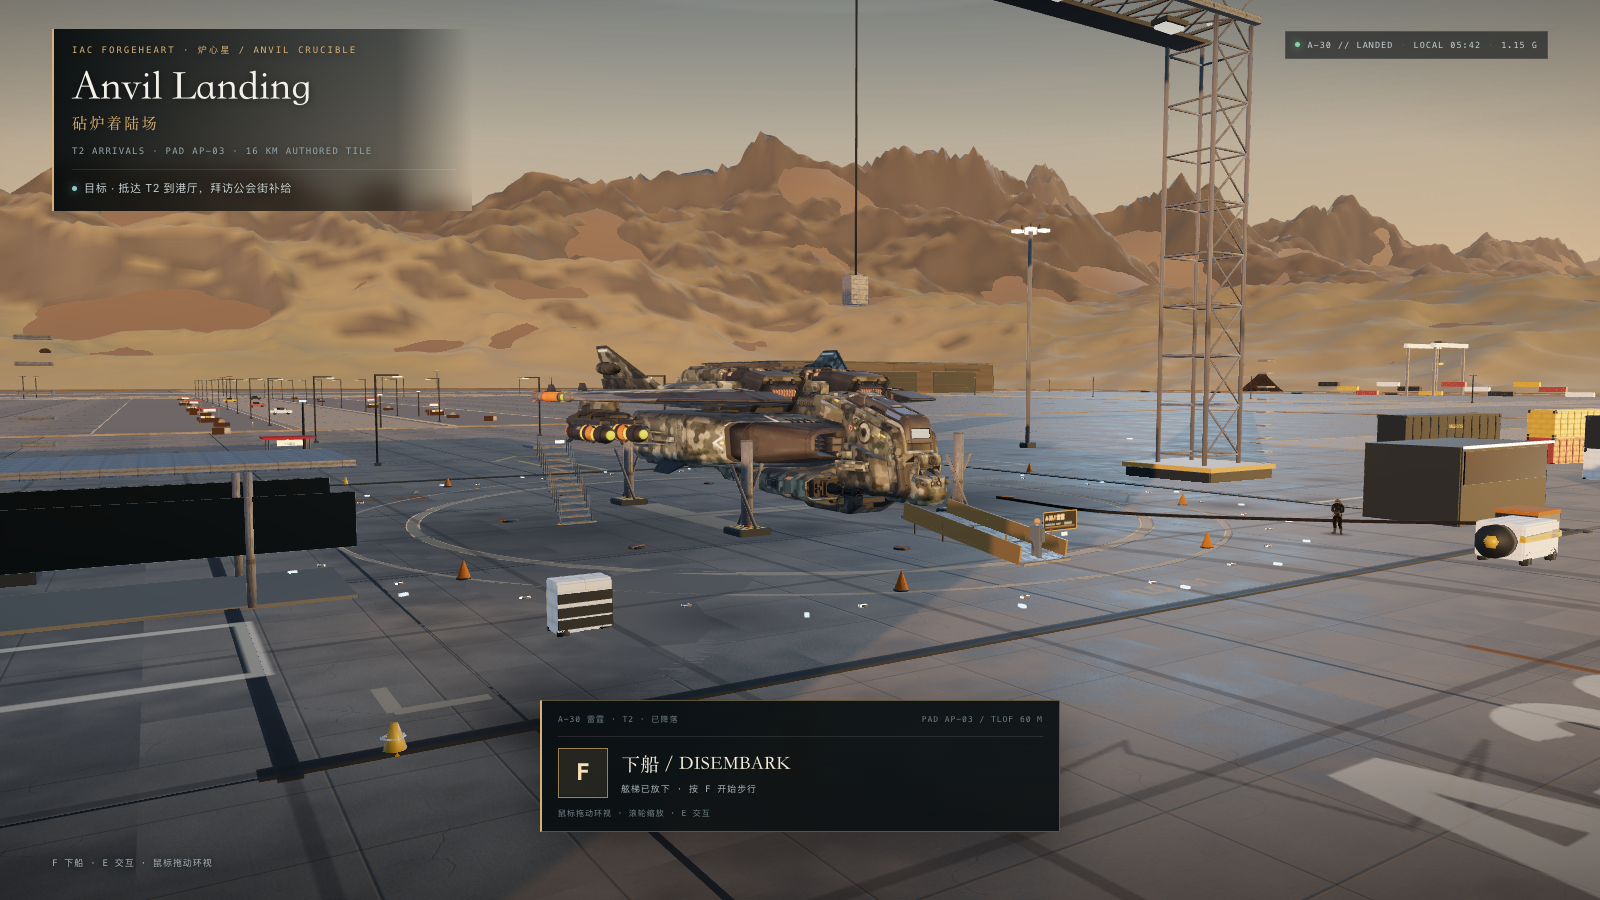 IAC FORGEHEART · 炉心星 / ANVIL CRUCIBLE
Anvil Landing
砧炉着陆场
T2 ARRIVALS · PAD AP-03 · 16 KM AUTHORED TILE
目标 · 抵达 T2 到港厅，拜访公会街补给
A-30 // LANDED · LOCAL 05:42 · 1.15 G
A-30 雷霆 · T2 · 已降落
PAD AP-03 / TLOF 60 M
F
下船 / DISEMBARK
舷梯已放下 · 按 F 开始步行
鼠标拖动环视 · 滚轮缩放 · E 交互
F 下船 · E 交互 · 鼠标拖动环视